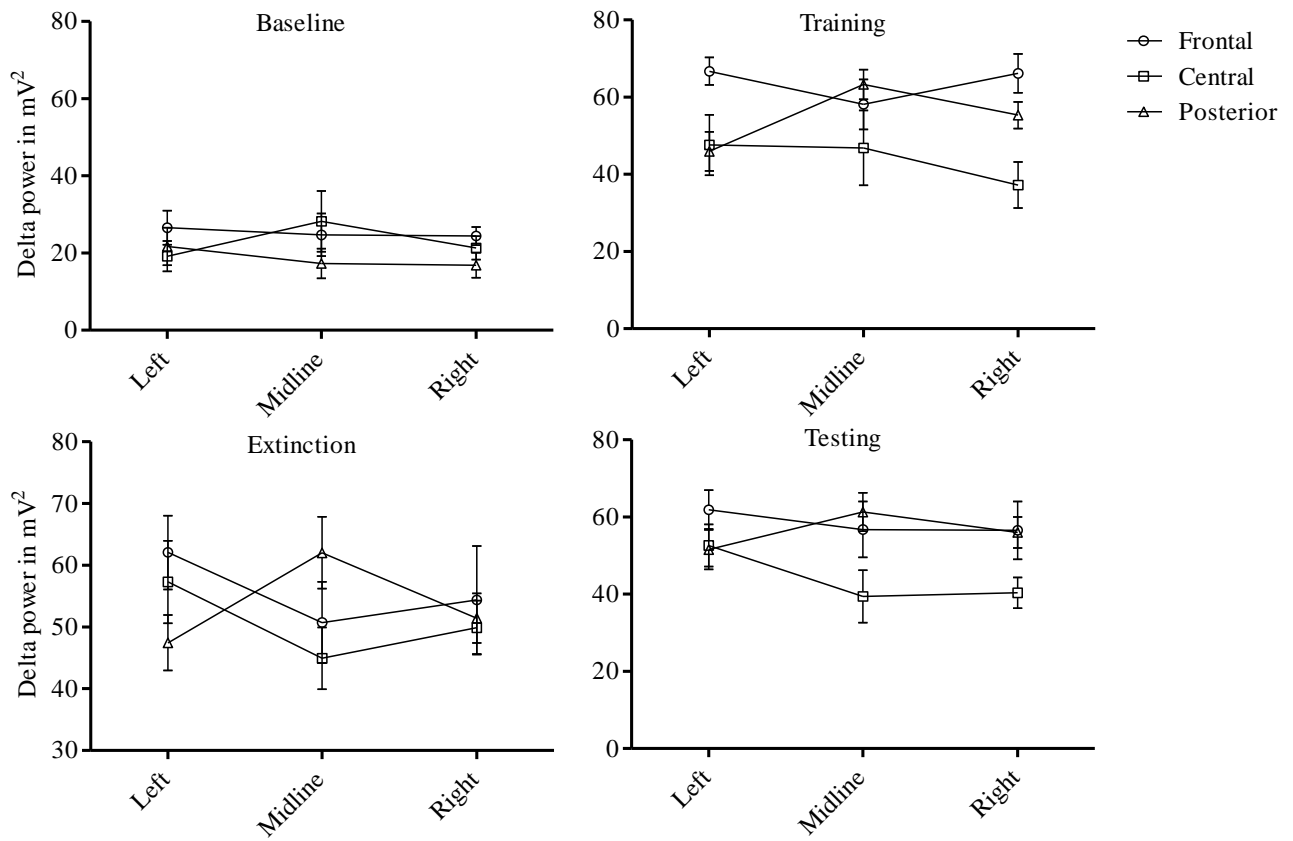 Baseline
Delta power in mV²
80
60
40
20
0
Left
Midline
Right
Training
80
60
40
20
0
Left
Midline
Right
Frontal
Central
Posterior
Extinction
Delta power in mV²
80
70
60
50
40
30
Left
Midline
Right
Testing
80
60
40
20
0
Left
Midline
Right